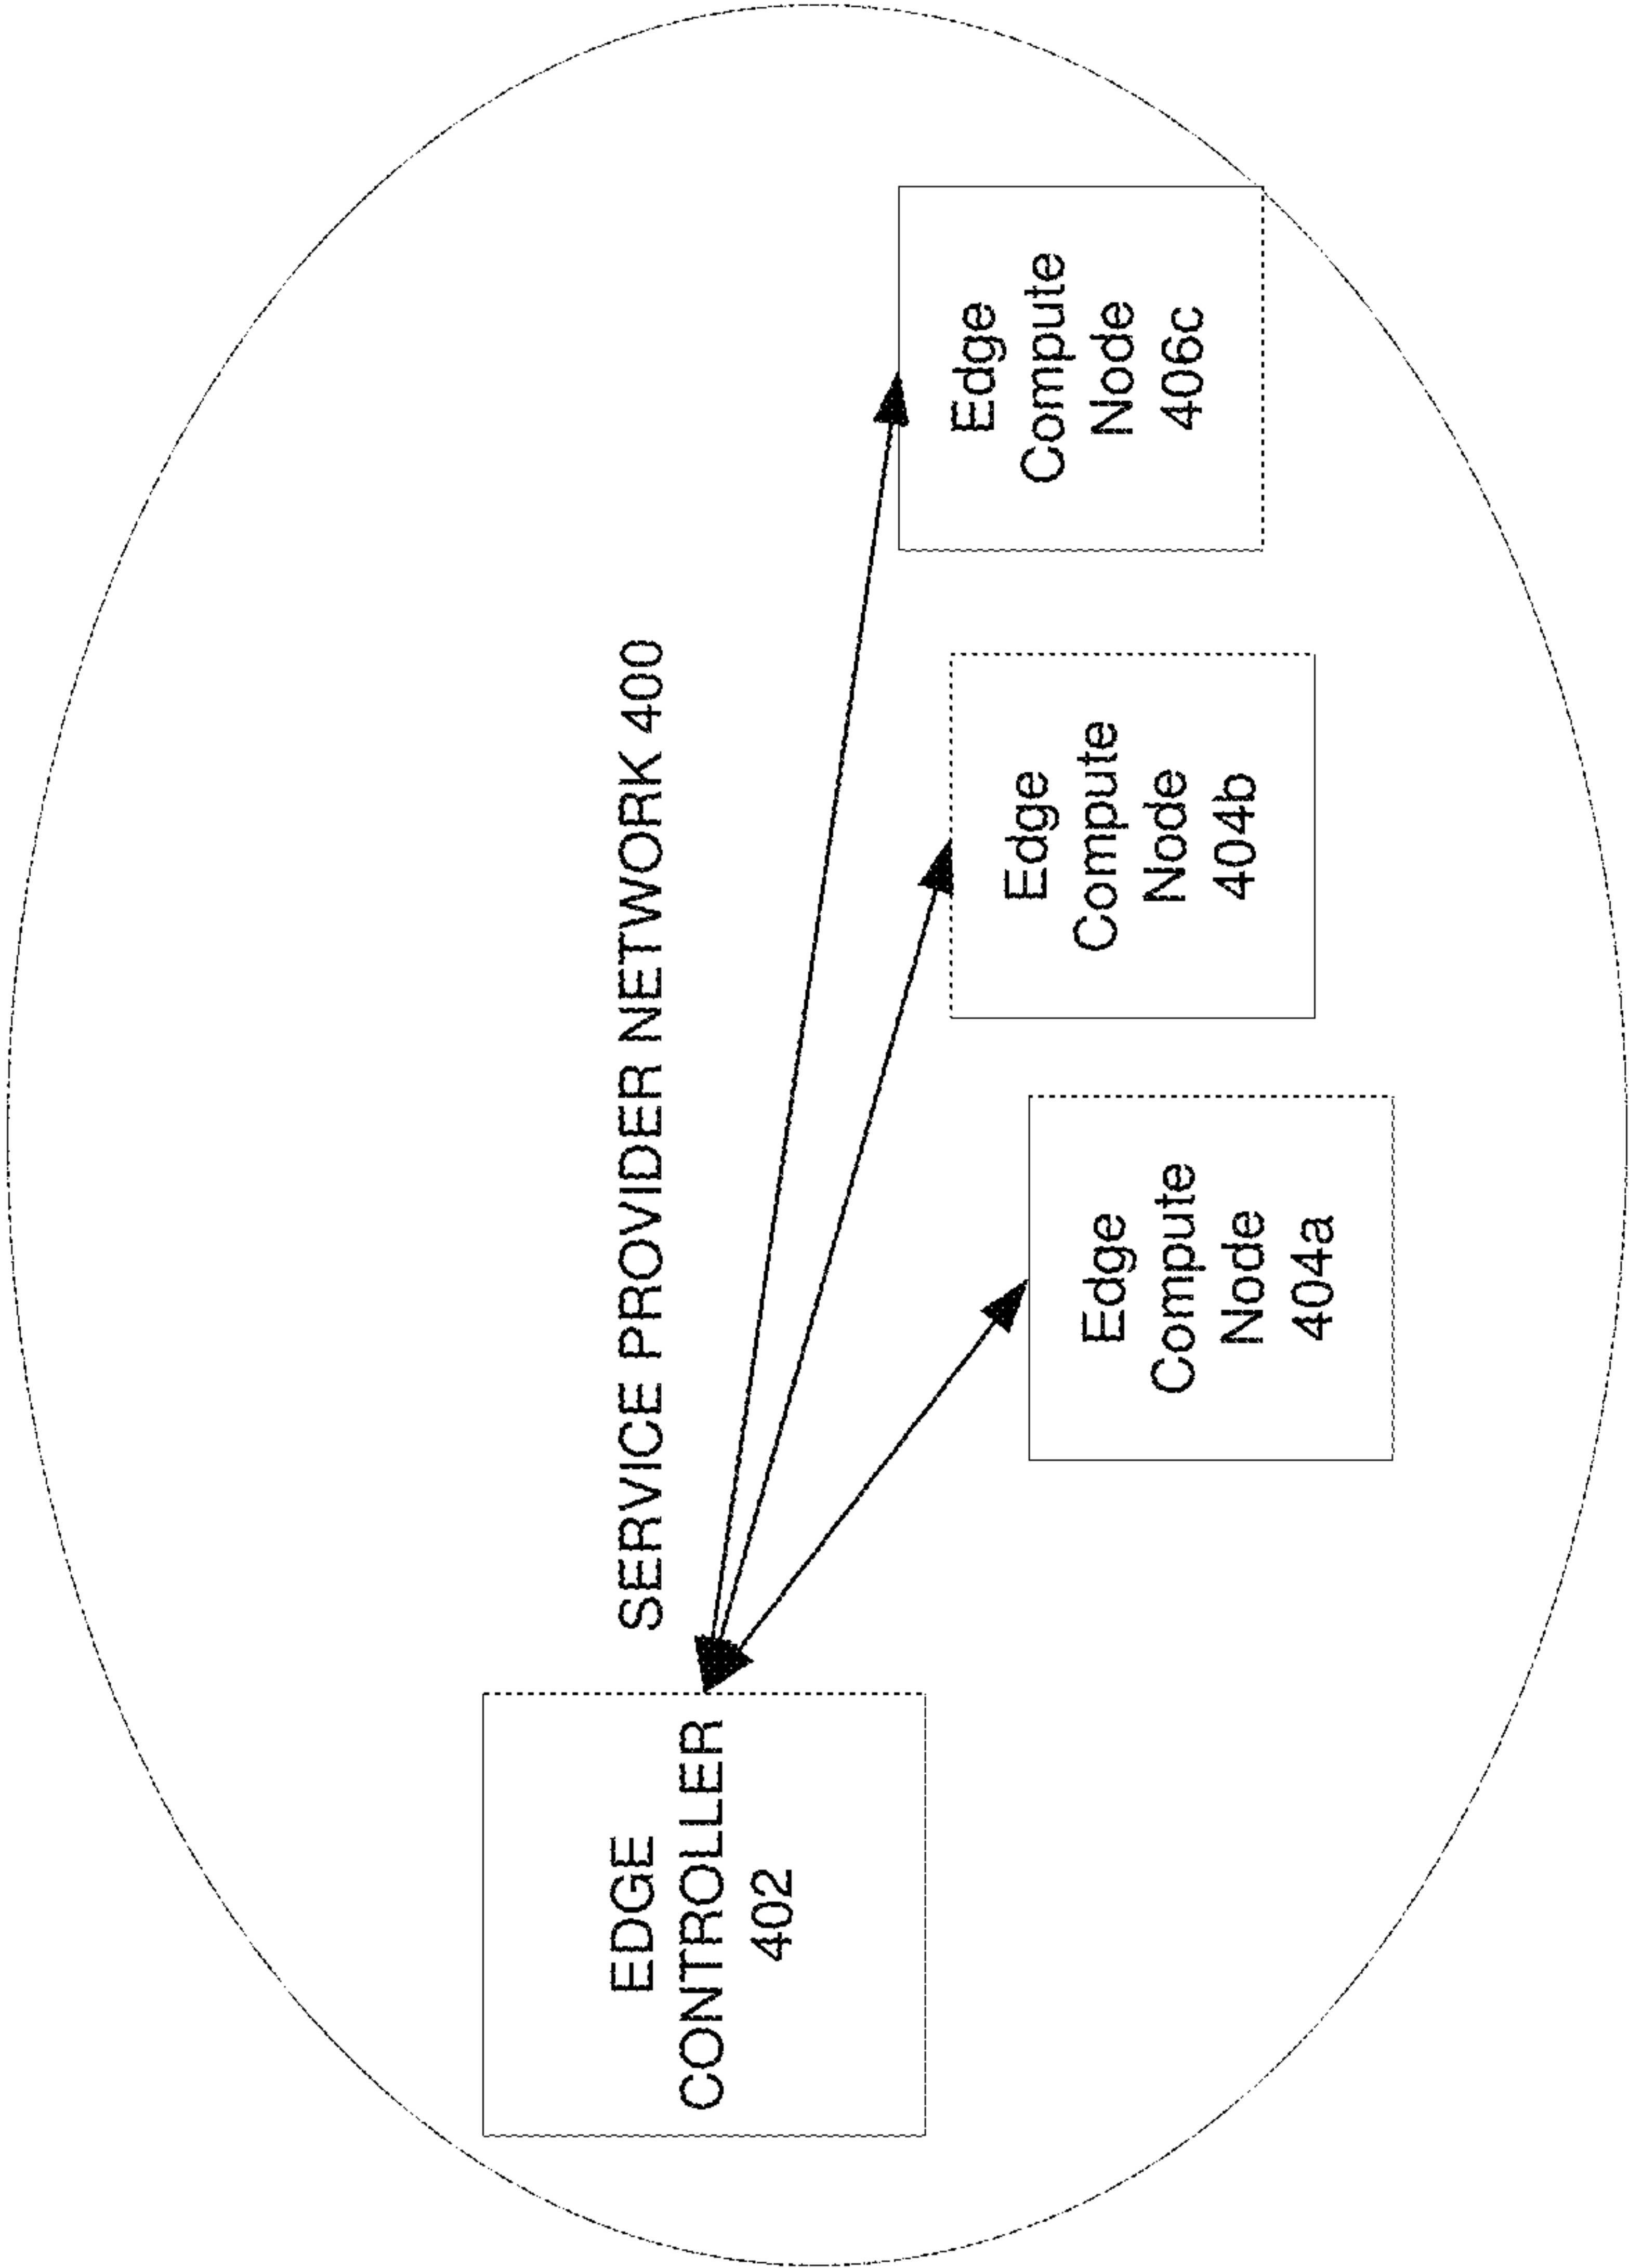 SERVICE PROVIDER NETWORK 400
EDGE
CONTROLLER
402
Edge
Compute
Node
404a
Edge
Compute
Node
404b
Edge
Compute
Node
406c